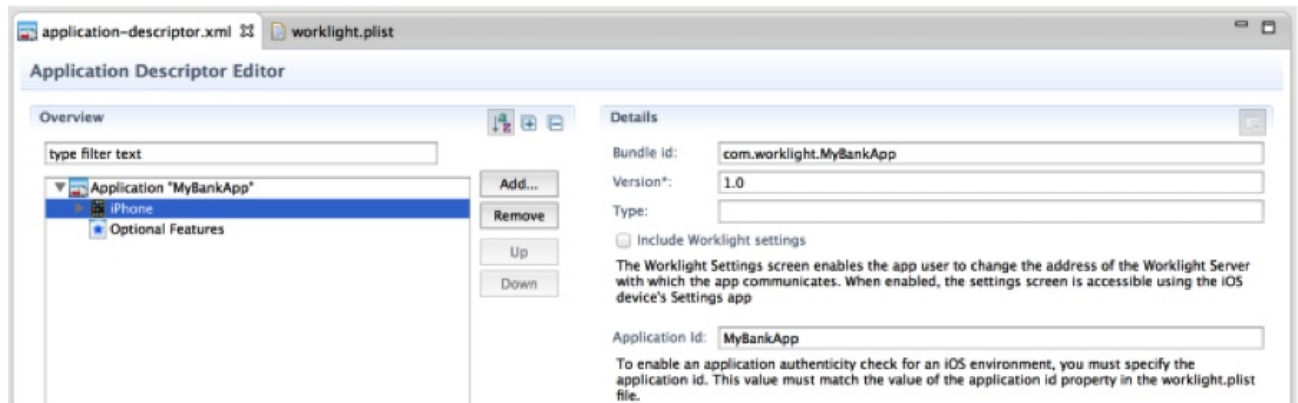 application-descriptor.xml worklight.plist
Application Descriptor Editor
Overview
type filter text
Application "MyBankApp"
iPhone
Optional Features
Add...
Remove
Up
Down
Details
Bundle id: com.worklight.MyBankApp
Version*: 1.0
Type:
Include Worklight settings
The Worklight Settings screen enables the app user to change the address of the Worklight Server
with which the app communicates. When enabled, the settings screen is accessible using the iOS
device's Settings app
Application Id: MyBankApp
To enable an application authenticity check for an iOS environment, you must specify the
application id. This value must match the value of the application id property in the worklight.plist
file.